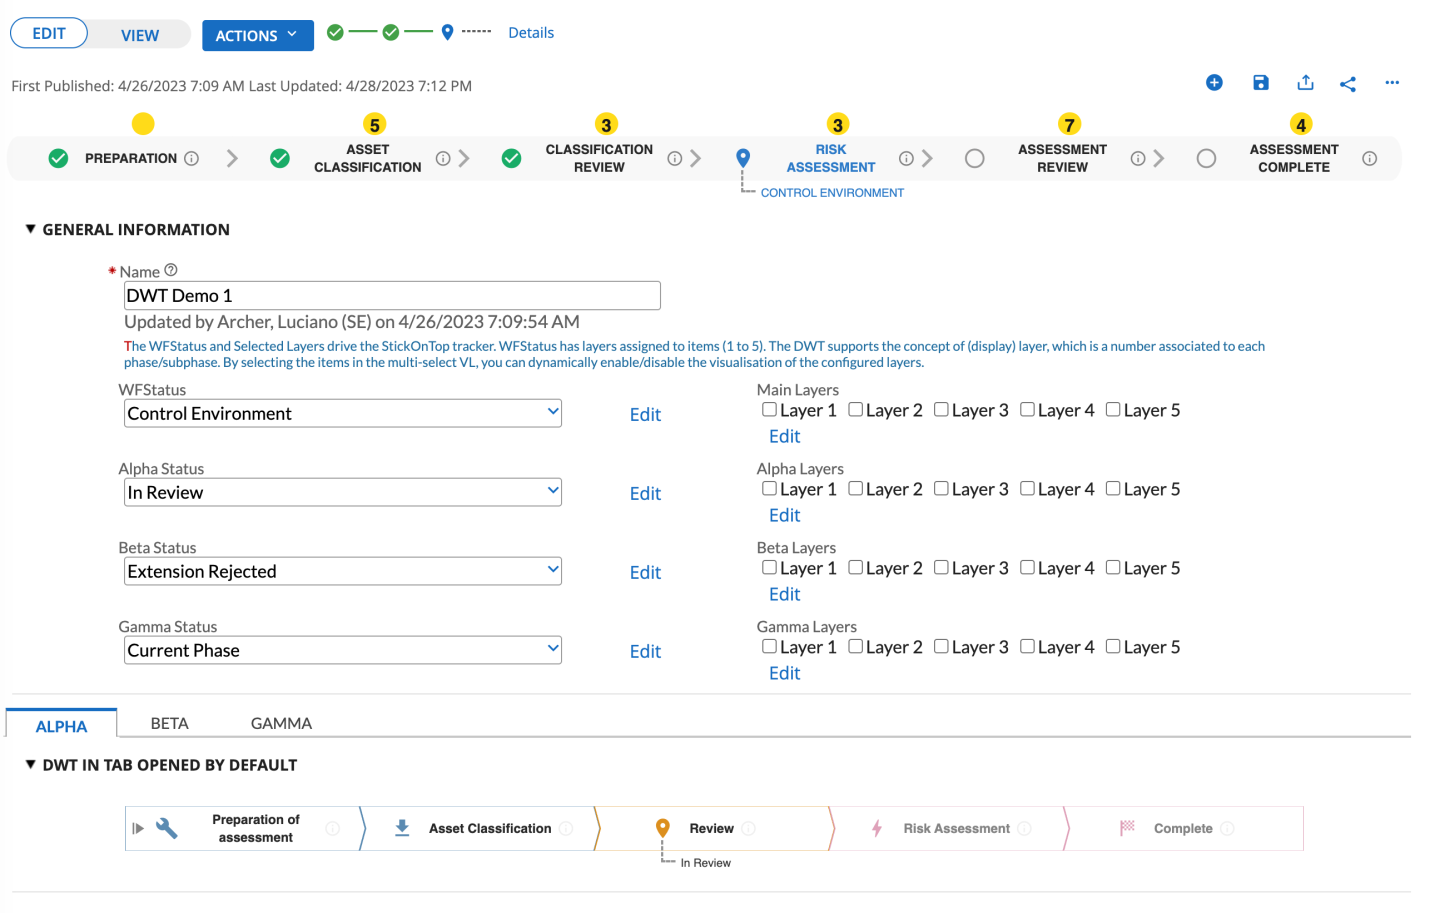 EDIT VIEW ACTIONS Details
First Published: 4/26/2023 7:09 AM Last Updated: 4/28/2023 7:12 PM
5 3 3 7 4
PREPARATION
ASSET
CLASSIFICATION
CLASSIFICATION
REVIEW
RISK
ASSESSMENT
CONTROL ENVIRONMENT
ASSESSMENT
REVIEW
ASSESSMENT
COMPLETE
GENERAL INFORMATION
* Name
DWT Demo 1
Updated by Archer, Luciano (SE) on 4/26/2023 7:09:54 AM
The WFStatus and Selected Layers drive the StickOnTop tracker. WFStatus has layers assigned to items (1 to 5). The DWT supports the concept of (display) layer, which is a number associated to each
phase/subphase. By selecting the items in the multi-select VL, you can dynamically enable/disable the visualisation of the configured layers.
WFStatus
Control Environment Edit
Main Layers
Layer 1 Layer 2 Layer 3 Layer 4 Layer 5
Edit
Alpha Status
In Review Edit
Alpha Layers
Layer 1 Layer 2 Layer 3 Layer 4 Layer 5
Edit
Beta Status
Extension Rejected Edit
Beta Layers
Layer 1 Layer 2 Layer 3 Layer 4 Layer 5
Edit
Gamma Status
Current Phase Edit
Gamma Layers
Layer 1 Layer 2 Layer 3 Layer 4 Layer 5
Edit
ALPHA BETA GAMMA
DWT IN TAB OPENED BY DEFAULT
Preparation of
assessment
Asset Classification
Review
In Review
Risk Assessment
Complete